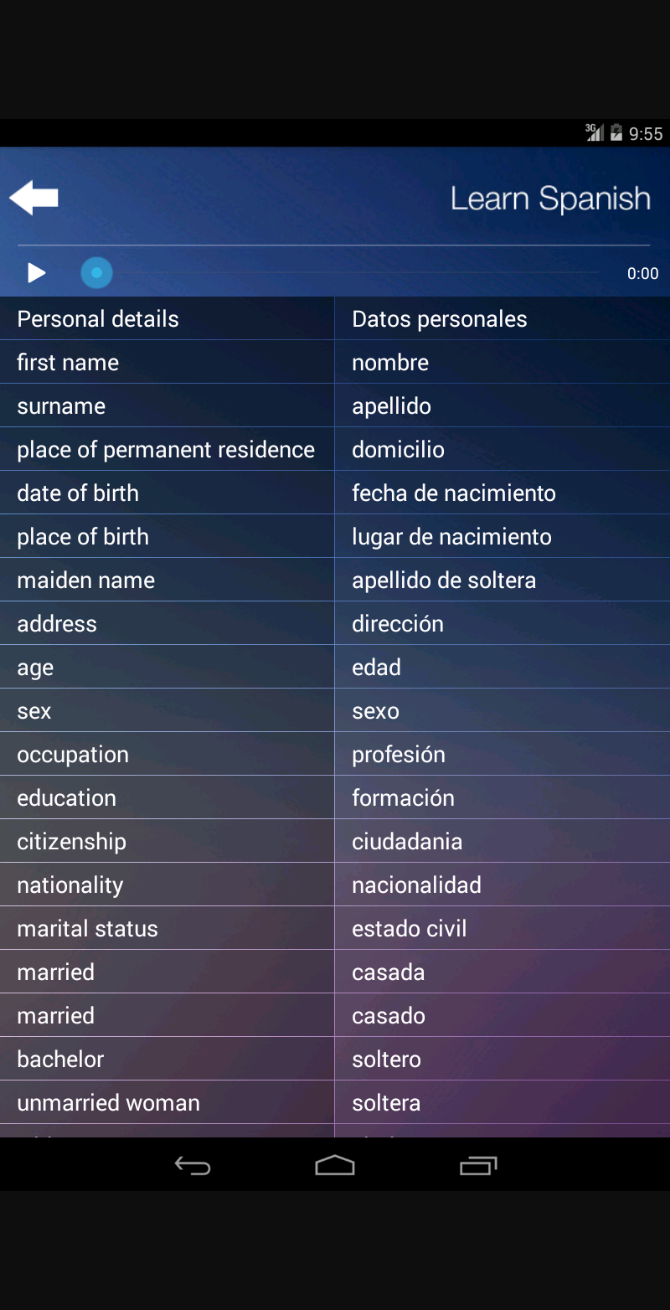 3G 9:55
Learn Spanish
0:00
Personal details Datos personales
first name nombre
surname apellido
place of permanent residence domicilio
date of birth fecha de nacimiento
place of birth lugar de nacimiento
maiden name apellido de soltera
address dirección
age edad
sex sexo
occupation profesión
education formación
citizenship ciudadania
nationality nacionalidad
marital status estado civil
married casada
married casado
bachelor soltero
unmarried woman soltera